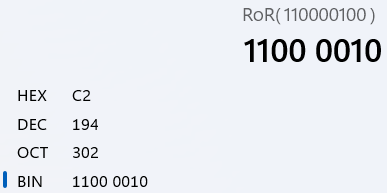 RoR( 110000100 )
1100 0010
HEX C2
DEC 194
OCT 302
BIN 1100 0010